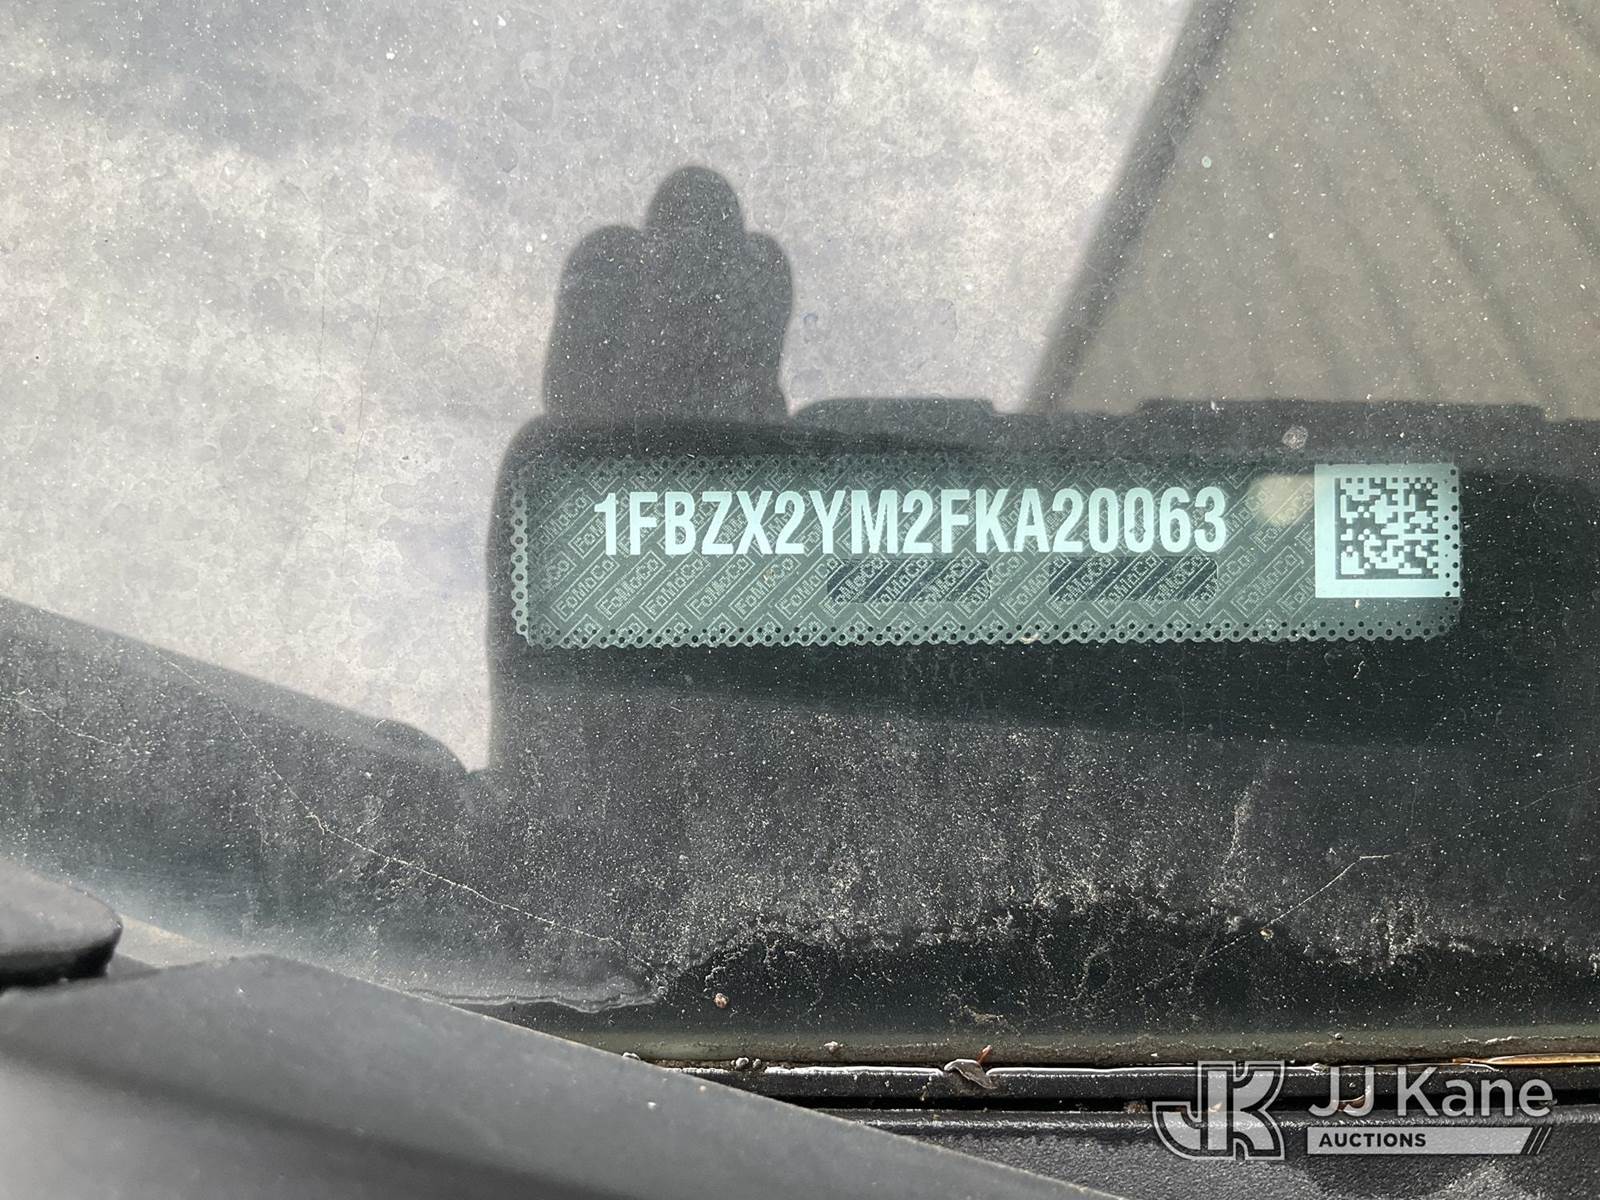 1FBZX2YM2FKA20063
JJ Kane
AUCTIONS